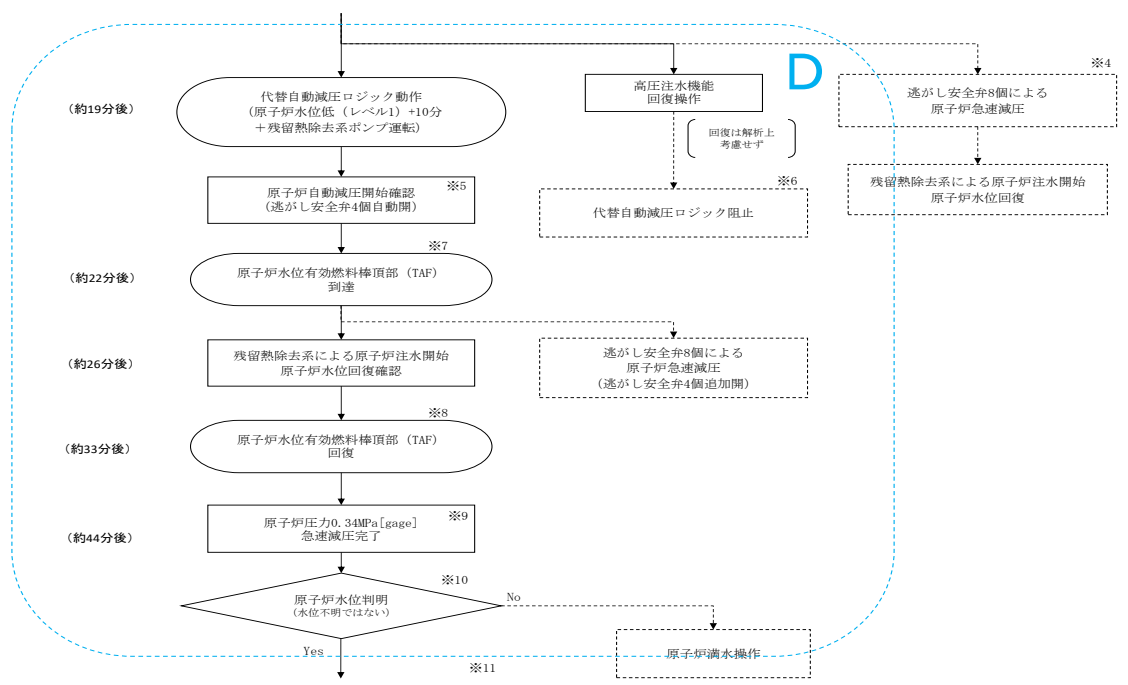 D
※4
(約19分後)
代替自動減圧ロジック動作
(原子炉水位低(レベル1)+10分
+残留熱除去系ポンプ運転)
高圧注水機能
回復操作
逃がし安全弁8個による
原子炉急速減圧
回復は解析上
考慮せず
※5
原子炉自動減圧開始確認
(逃がし安全弁4個自動開)
※6
代替自動減圧ロジック阻止
残留熱除去系による原子炉注水開始
原子炉水位回復
※7
(約22分後)
原子炉水位有効燃料棒頂部(TAF)
到達
(約26分後)
残留熱除去系による原子炉注水開始
原子炉水位回復確認
逃がし安全弁8個による
原子炉急速減圧
(逃がし安全弁4個追加開)
※8
(約33分後)
原子炉水位有効燃料棒頂部(TAF)
回復
※9
(約44分後)
原子炉圧力0.34MPa[gage]
急速減圧完了
※10
原子炉水位判明
(水位不明ではない)
No
Yes
原子炉満水操作
※11